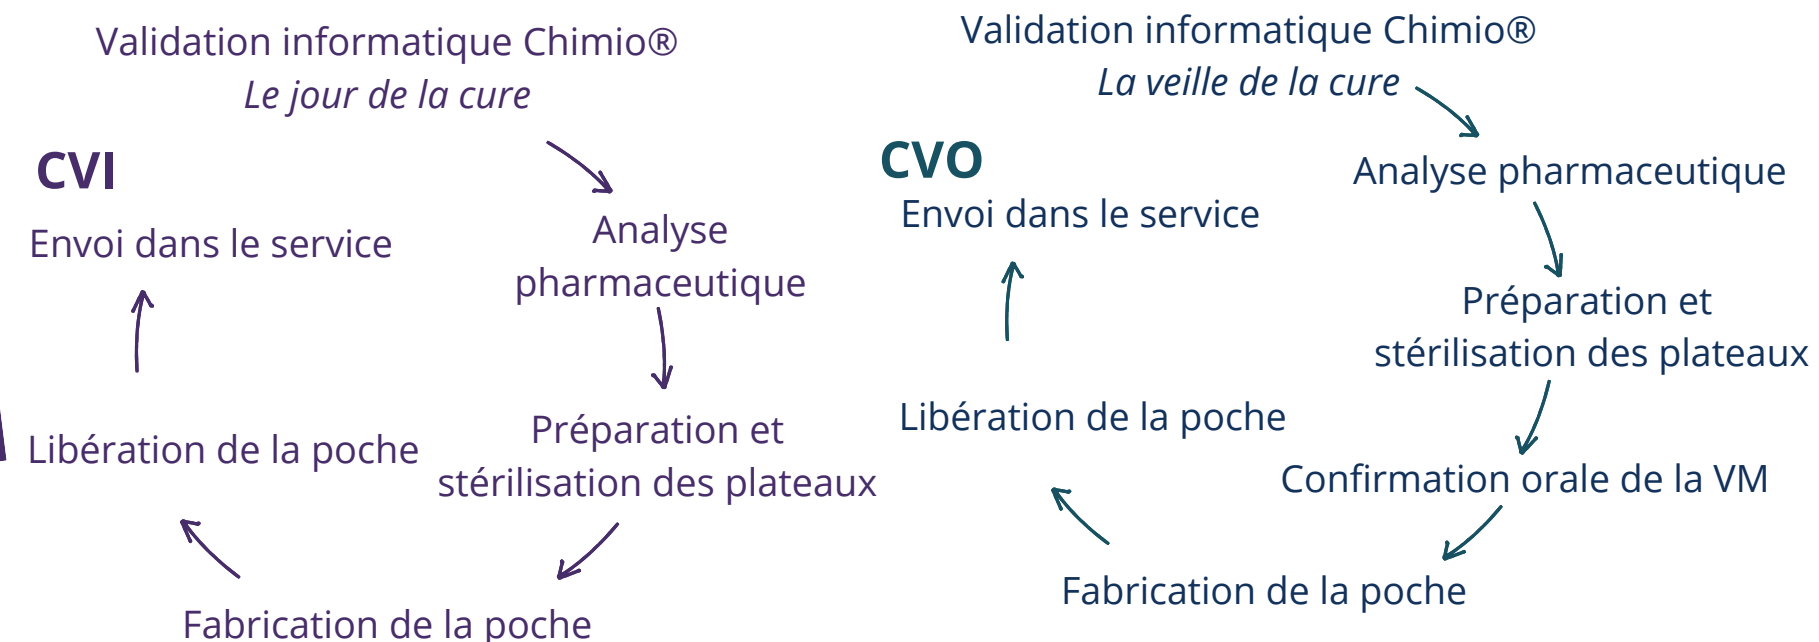 Validation informatique Chimio®
Le jour de la cure
CVI
Analyse
pharmaceutique
Préparation et
stérilisation des plateaux
Fabrication de la poche
Libération de la poche
Envoi dans le service
Validation informatique Chimio®
La veille de la cure
CVO
Analyse pharmaceutique
Préparation et
stérilisation des plateaux
Confirmation orale de la VM
Fabrication de la poche
Libération de la poche
Envoi dans le service